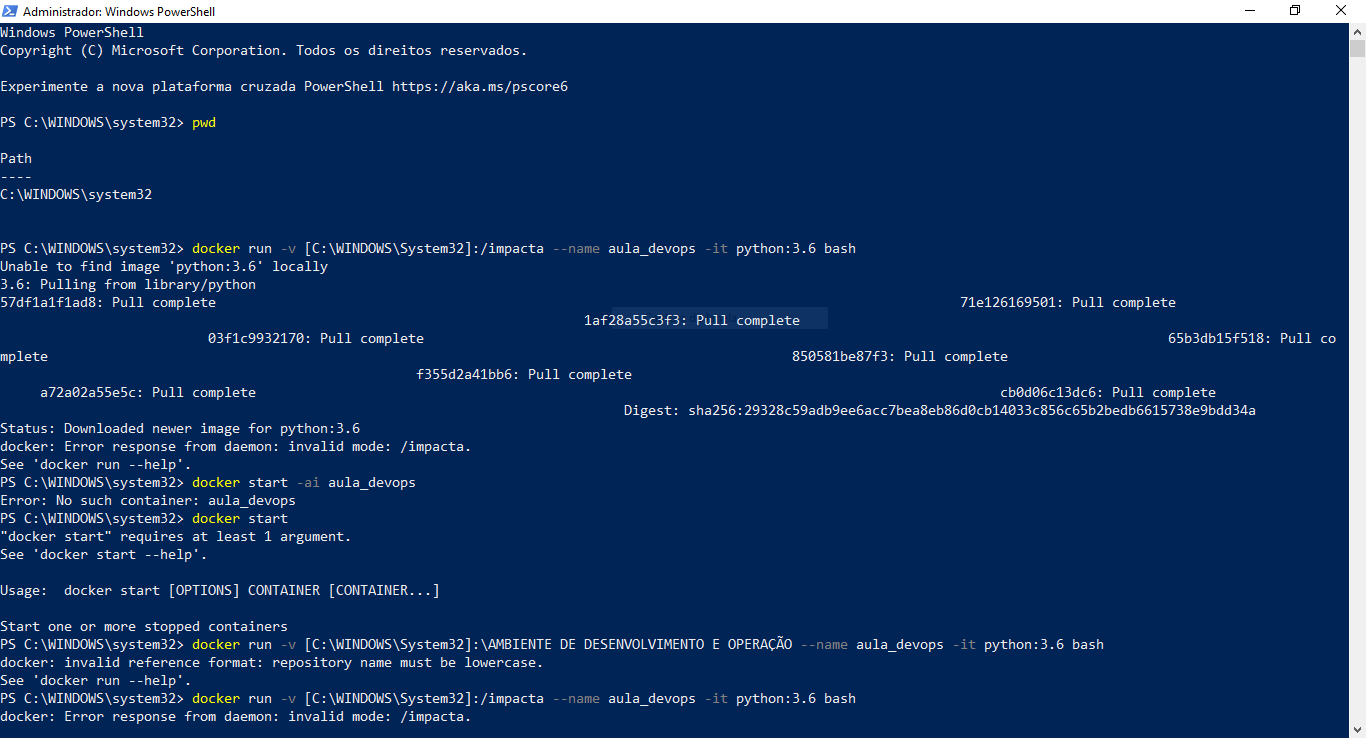 Administrador: Windows PowerShell
Windows PowerShell
Copyright (C) Microsoft Corporation. Todos os direitos reservados.
Experimente a nova plataforma cruzada PowerShell https://aka.ms/pscore6
PS C:\WINDOWS\system32> pwd
Path
----
C:\WINDOWS\system32
PS C:\WINDOWS\system32> docker run -v [C:\WINDOWS\System32]:/impacta --name aula_devops -it python:3.6 bash
Unable to find image 'python:3.6' locally
3.6: Pulling from library/python
57df1a1f1ad8: Pull complete 71e126169501: Pull complete
1af28a55c3f3: Pull complete
03f1c9932170: Pull complete 65b3db15f518: Pull co
mplete 850581be87f3: Pull complete
f355d2a41bb6: Pull complete
a72a02a55e5c: Pull complete cb0d06c13dc6: Pull complete
Digest: sha256:29328c59adb9ee6acc7bea8eb86d0cb14033c856c65b2bedb6615738e9bdd34a
Status: Downloaded newer image for python:3.6
docker: Error response from daemon: invalid mode: /impacta.
See 'docker run --help'.
PS C:\WINDOWS\system32> docker start -ai aula_devops
Error: No such container: aula_devops
PS C:\WINDOWS\system32> docker start
"docker start" requires at least 1 argument.
See 'docker start --help'.
Usage:  docker start [OPTIONS] CONTAINER [CONTAINER...]
Start one or more stopped containers
PS C:\WINDOWS\system32> docker run -v [C:\WINDOWS\System32]:\AMBIENTE DE DESENVOLVIMENTO E OPERAÇÃO --name aula_devops -it python:3.6 bash
docker: invalid reference format: repository name must be lowercase.
See 'docker run --help'.
PS C:\WINDOWS\system32> docker run -v [C:\WINDOWS\System32]:/impacta --name aula_devops -it python:3.6 bash
docker: Error response from daemon: invalid mode: /impacta.